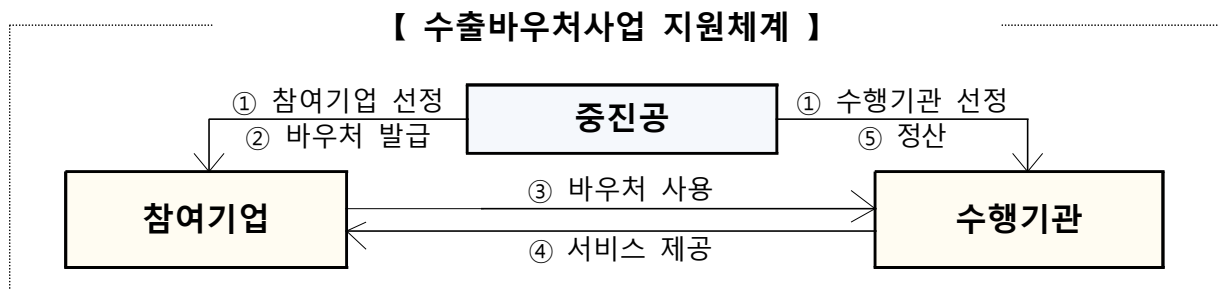 【 수출바우처사업 지원체계 】
① 참여기업 선정
② 바우처 발급
중진공
① 수행기관 선정
⑤ 정산
참여기업
③ 바우처 사용
④ 서비스 제공
수행기관